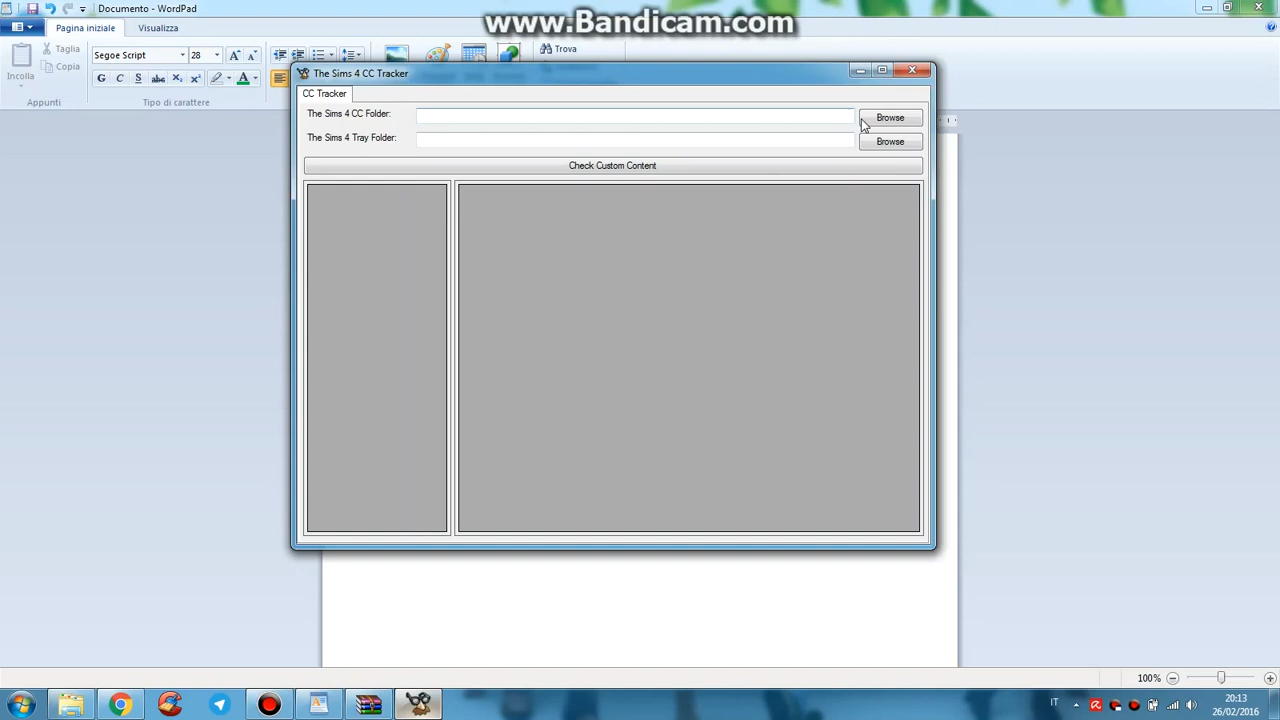 Documento - WordPad
www.Bandicam.com
Pagina iniziale
Visualizza
Incolla
Taglia
Copia
Appunti
Segoe Script
28
G C S abc X₂ X²
Tipo di carattere
Trova
The Sims 4 CC Tracker
CC Tracker
The Sims 4 CC Folder:
Browse
The Sims 4 Tray Folder:
Browse
Check Custom Content
100%
IT
20:13
26/02/2016